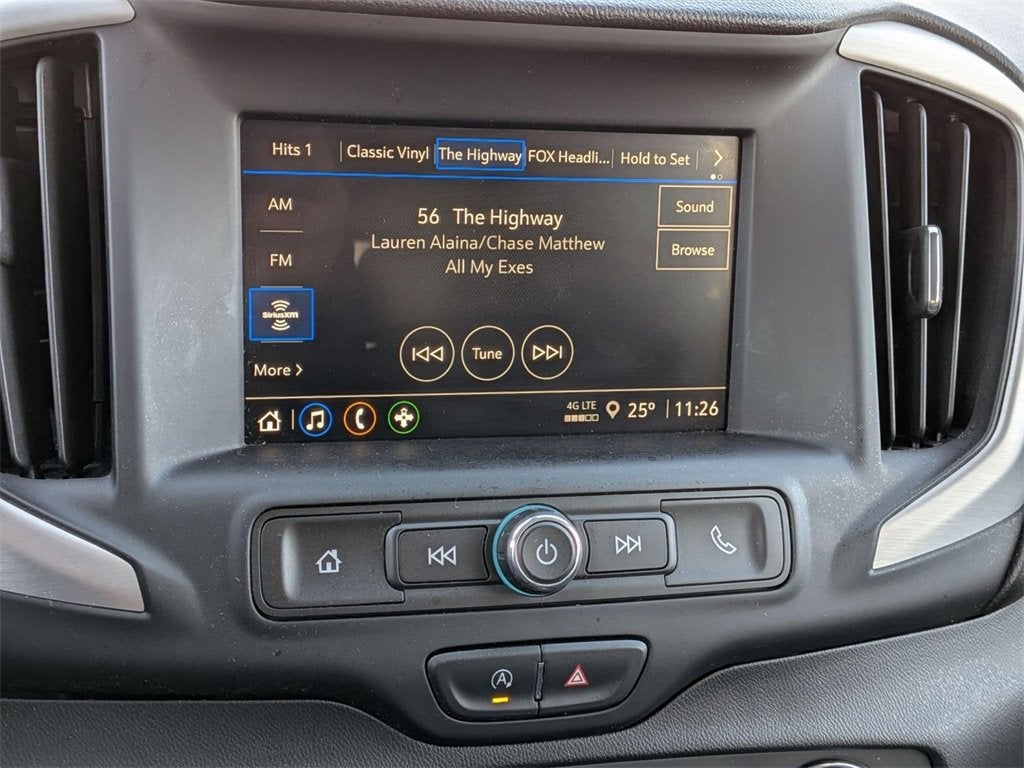 Hits 1 Classic Vinyl The Highway FOX Headli... Hold to Set
AM
56 The Highway
Sound
Lauren Alaina/Chase Matthew
FM
All My Exes
Browse
SiriusXM
Tune
More
4G LTE 25° 11:26
A